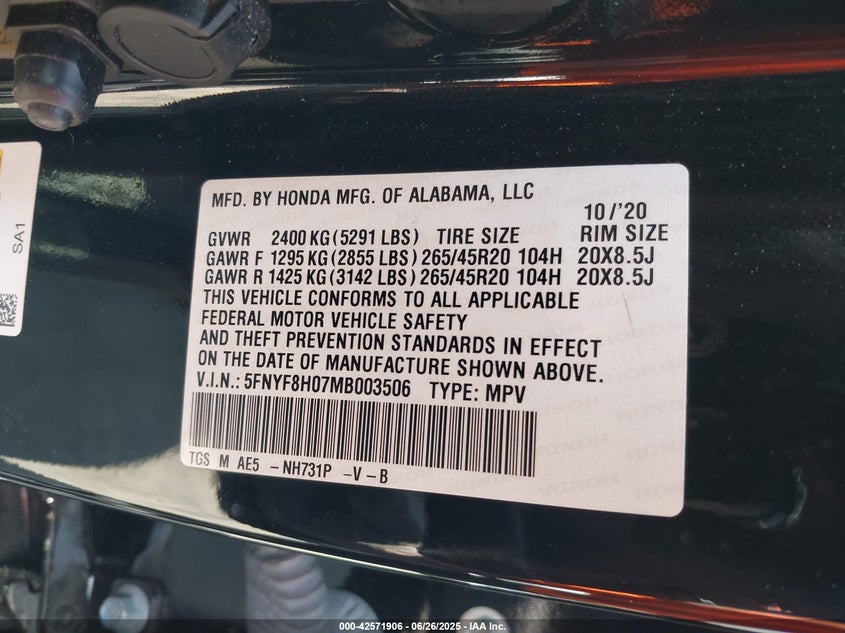 MFD. BY HONDA MFG. OF ALABAMA, LLC
10/'20
GVWR 2400 KG (5291 LBS) TIRE SIZE RIM SIZE
GAWR F 1295 KG (2855 LBS) 265/45R20 104H 20X8.5J
GAWR R 1425 KG (3142 LBS) 265/45R20 104H 20X8.5J
THIS VEHICLE CONFORMS TO ALL APPLICABLE
FEDERAL MOTOR VEHICLE SAFETY
AND THEFT PREVENTION STANDARDS IN EFFECT
ON THE DATE OF MANUFACTURE SHOWN ABOVE.
V.I.N.: 5FNYF8H07MB003506 TYPE: MPV
TGS M AE5 -NH731P -V-B
SA1
000-42571906 - 06/26/2025 - IAA Inc.